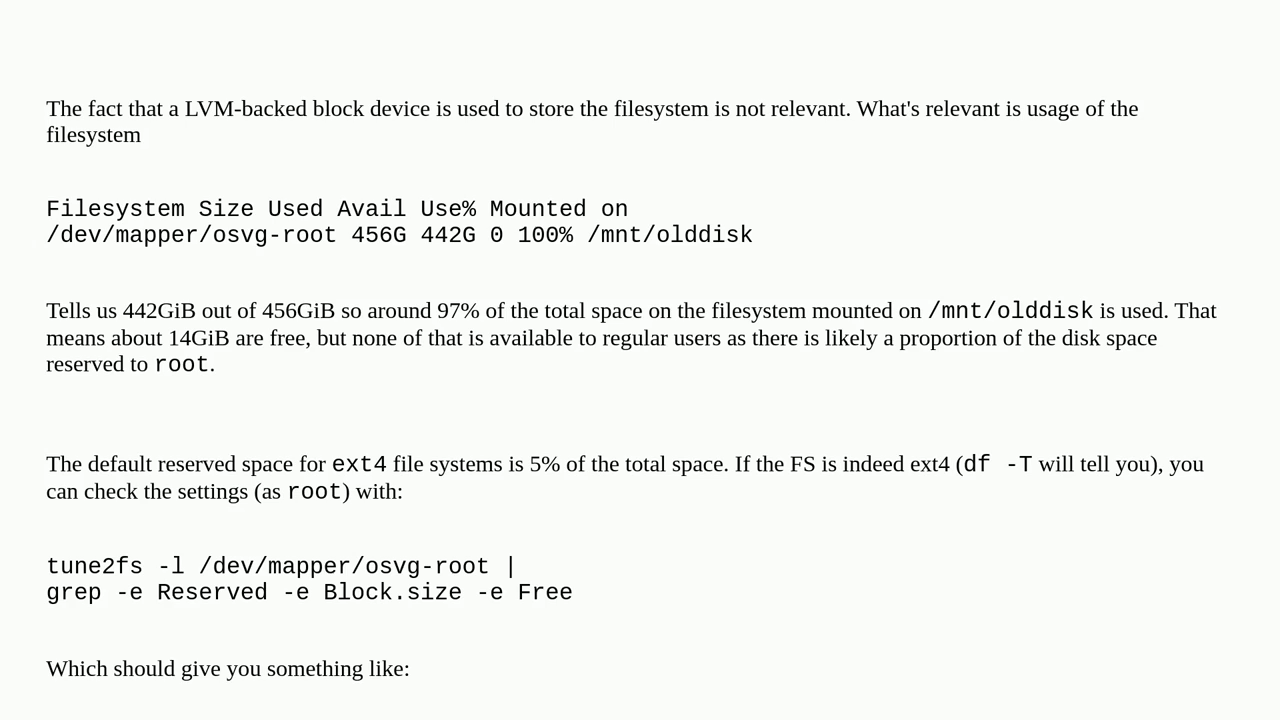 The fact that a LVM-backed block device is used to store the filesystem is not relevant. What's relevant is usage of the
filesystem
Filesystem Size Used Avail Use% Mounted on
/dev/mapper/osvg-root 456G 442G 0 100% /mnt/olddisk
Tells us 442GiB out of 456GiB so around 97% of the total space on the filesystem mounted on /mnt/olddisk is used. That
means about 14GiB are free, but none of that is available to regular users as there is likely a proportion of the disk space
reserved to root.
The default reserved space for ext4 file systems is 5% of the total space. If the FS is indeed ext4 (df -T will tell you), you
can check the settings (as root) with:
tune2fs -l /dev/mapper/osvg-root |
grep -e Reserved -e Block.size -e Free
Which should give you something like: